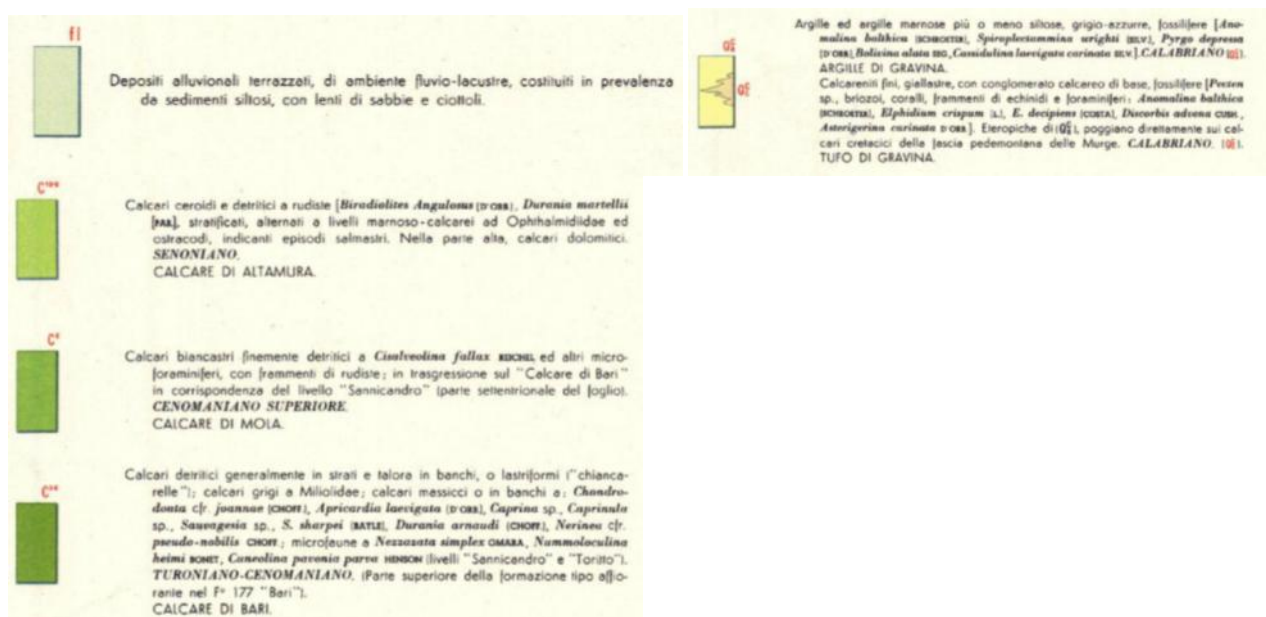 fl
Depositi alluvionali terrazzati, di ambiente fluvio-lacustre, costituiti in prevalenza
da sedimenti siltosi, con lenti di sabbie e ciottoli.
Calcari ceroidi e detritici a rudiste [Biradiolites Angulosus (D'ORB), Durania martellii
[PAR.], stratificati, alternati a livelli marnoso-calcarei ad Ophthalmidiidae ed
ostracodi, indicanti episodi salmastri. Nella parte alta, calcari dolomitici.
SENONIANO.
CALCARE DI ALTAMURA.
Calcari biancastri finemente detritici a Cisalveolina fallax REICHEL ed altri micro-
foraminiferi, con frammenti di rudiste; in trasgressione sul "Calcare di Bari"
in corrispondenza del livello "Sannicandro" (parte settentrionale del foglio).
CENOMANIANO SUPERIORE.
CALCARE DI MOLA.
Calcari detritici generalmente in strati e talora in banchi, o lastriformi ("chianca-
relle"); calcari grigi a Miliolidae; calcari massicci o in banchi a: Chondro-
donta cfr. joannae (CHOFF.), Apricardia laevigata (D'ORB.), Caprina sp., Caprinula
sp., Sauvagesia sp., S. sharpei (BAYLE), Durania arnaudi (CHOFF.), Nerinea cfr.
pseudo-nobilis CHOFF.; microfaune a Nezzazata simplex OMARA, Nummoloculina
heimi BONET, Cuneolina pavonia parva HENSON (livelli "Sannicandro" e "Toritto").
TURONIANO-CENOMANIANO. (Parte superiore della formazione tipo affio-
rante nel F° 177 "Bari").
CALCARE DI BARI.
Argille ed argille marnose più o meno siltose, grigio-azzurre, fossilifere [Ano-
malina balthica (SCHROETER), Spiroplectammina wrighti (SILV.), Pyrgo depressa
(D'ORB), Bolivina alata SEG., Cassidulina laevigata carinata SILV.]. CALABRIANO
ARGILLE DI GRAVINA.
Calcareniti fini, giallastre, con conglomerato calcareo di base, fossilifere [Pecten
sp., briozoi, coralli, frammenti di echinidi e foraminiferi: Anomalina balthica
(SCHROETER), Elphidium crispum (L.), E. decipiens (COSTA), Discorbis advena CUSH.,
Asterigerina carinata D'ORB]. Eteropiche di poggiano direttamente sui cal-
cari cretacici della fascia pedemontana delle Murge. CALABRIANO.
TUFO DI GRAVINA.